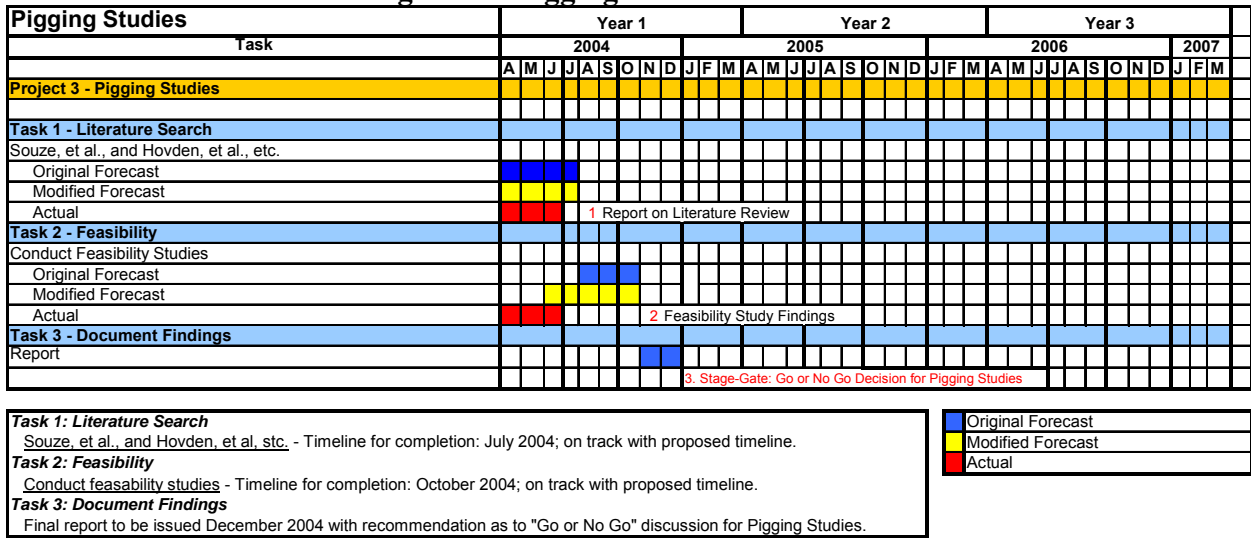 Pigging Studies Year 1 Year 2 Year 3
Task 2004 2005 2006 2007
A M J J A S O N D J F M A M J J A S O N D J F M A M J J A S O N D J F M
Project 3 - Pigging Studies
Task 1 - Literature Search
Souze, et al., and Hovden, et al., etc.
Original Forecast
Modified Forecast
Actual 1 Report on Literature Review
Task 2 - Feasibility
Conduct Feasibility Studies
Original Forecast
Modified Forecast
Actual 2 Feasibility Study Findings
Task 3 - Document Findings
Report
3. Stage-Gate: Go or No Go Decision for Pigging Studies
Task 1: Literature Search
Souze, et al., and Hovden, et al, stc. - Timeline for completion: July 2004; on track with proposed timeline.
Task 2: Feasibility
Conduct feasability studies - Timeline for completion: October 2004; on track with proposed timeline.
Task 3: Document Findings
Final report to be issued December 2004 with recommendation as to "Go or No Go" discussion for Pigging Studies.
Original Forecast
Modified Forecast
Actual